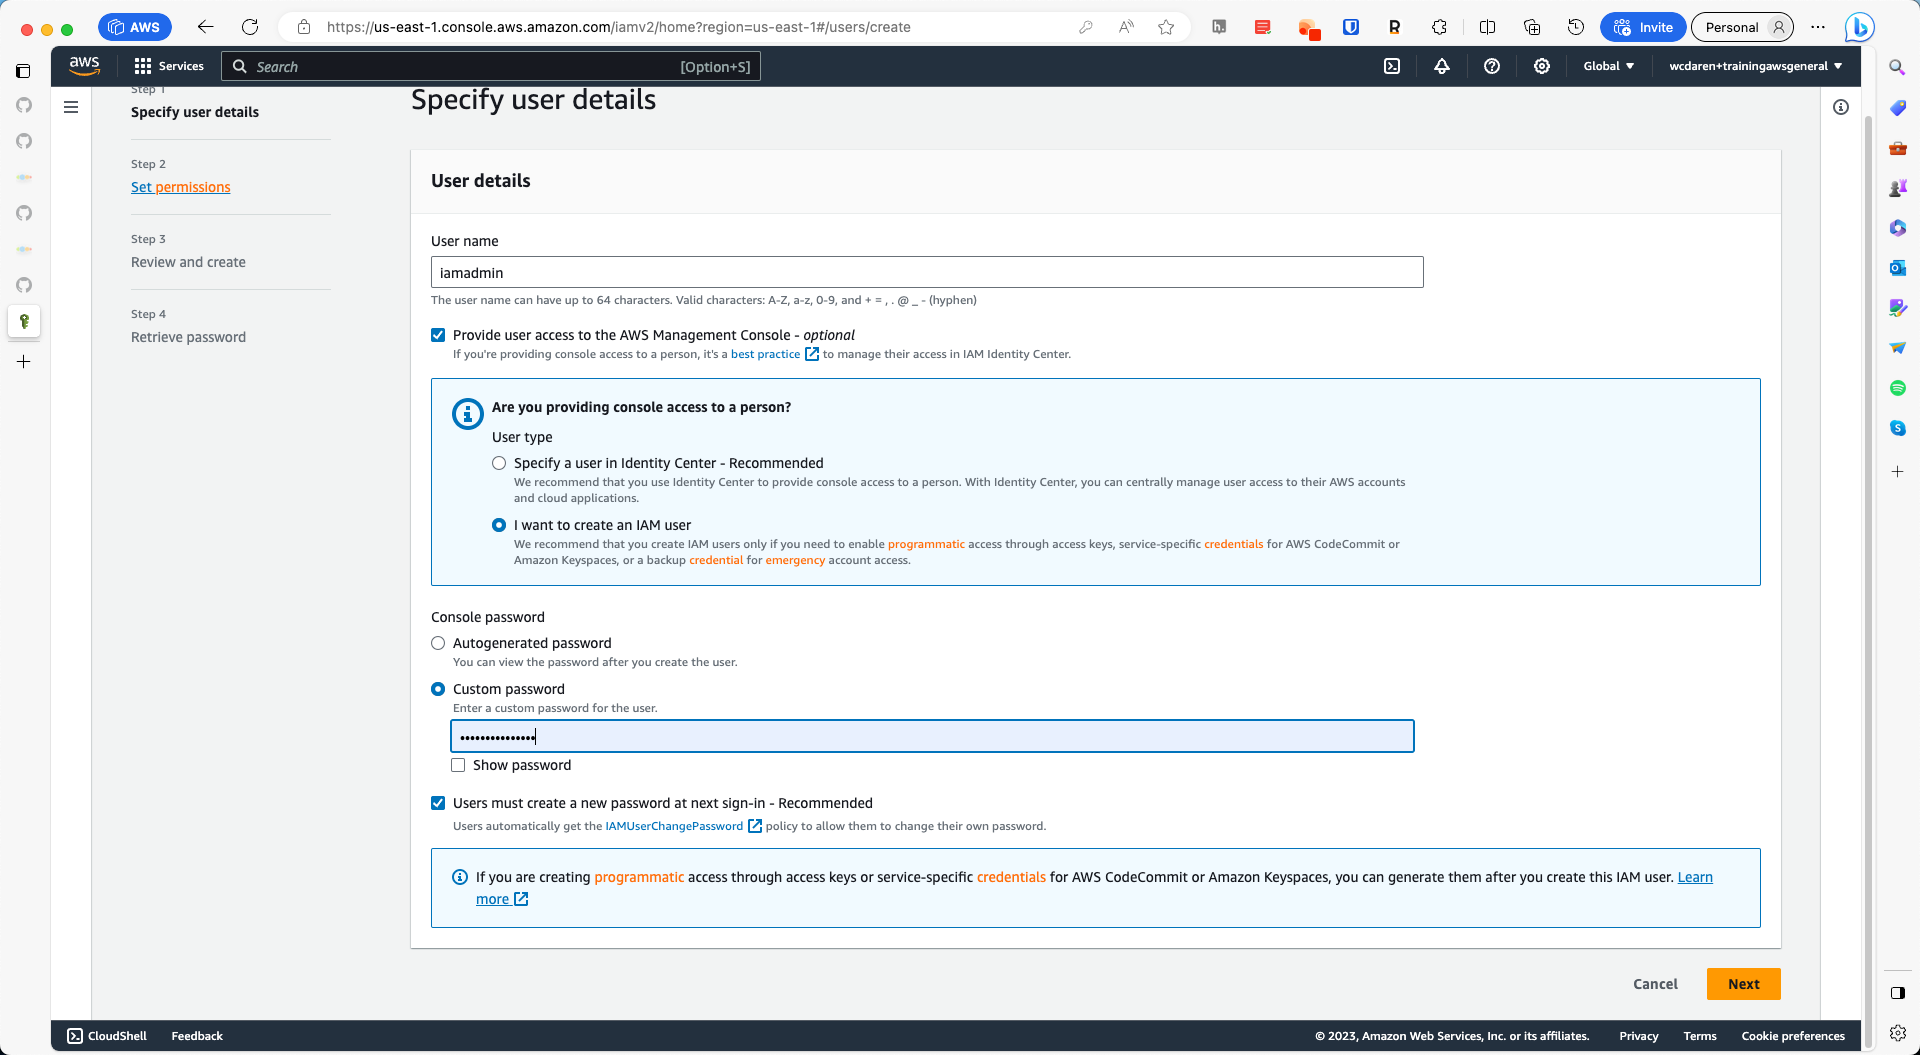 AWS
https://us-east-1.console.aws.amazon.com/iamv2/home?region=us-east-1#/users/create
Invite
Personal
aws
Services
Search
[Option+S]
Global
wcdaren+trainingawsgeneral
Step 1
Specify user details
Step 2
Set permissions
Step 3
Review and create
Step 4
Retrieve password
Specify user details
User details
User name
iamadmin
The user name can have up to 64 characters. Valid characters: A-Z, a-z, 0-9, and + = , . @ _ - (hyphen)
Provide user access to the AWS Management Console - optional
If you're providing console access to a person, it's a best practice to manage their access in IAM Identity Center.
Are you providing console access to a person?
User type
Specify a user in Identity Center - Recommended
We recommend that you use Identity Center to provide console access to a person. With Identity Center, you can centrally manage user access to their AWS accounts
and cloud applications.
I want to create an IAM user
We recommend that you create IAM users only if you need to enable programmatic access through access keys, service-specific credentials for AWS CodeCommit or
Amazon Keyspaces, or a backup credential for emergency account access.
Console password
Autogenerated password
You can view the password after you create the user.
Custom password
Enter a custom password for the user.
•••••••••••••••
Show password
Users must create a new password at next sign-in - Recommended
Users automatically get the IAMUserChangePassword policy to allow them to change their own password.
If you are creating programmatic access through access keys or service-specific credentials for AWS CodeCommit or Amazon Keyspaces, you can generate them after you create this IAM user. Learn
more
Cancel
Next
CloudShell
Feedback
© 2023, Amazon Web Services, Inc. or its affiliates.
Privacy
Terms
Cookie preferences